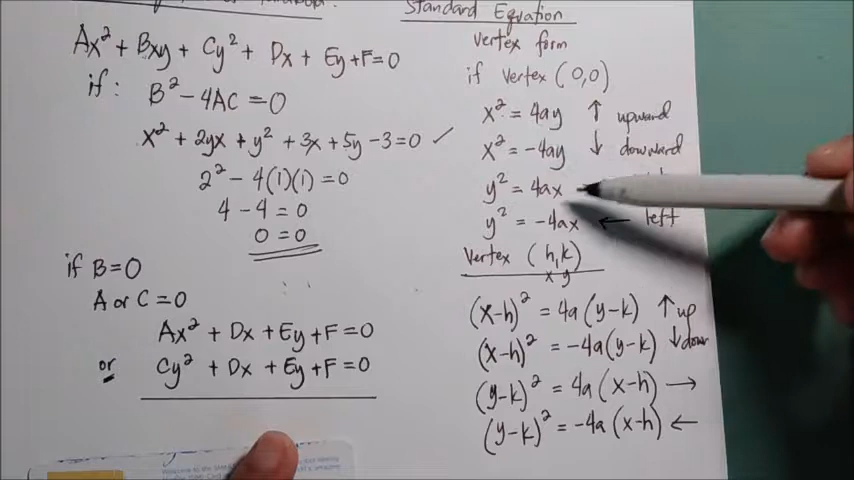 Standard Equation
Ax² + Bxy + Cy² + Dx + Ey + F = 0
if : B² - 4AC = 0
x² + 2yx + y² + 3x + 5y - 3 = 0 ✓
2² - 4(1)(1) = 0
4 - 4 = 0
0 = 0
if B = 0
A or C = 0
Ax² + Dx + Ey + F = 0
or Cy² + Dx + Ey + F = 0
Vertex form
if vertex (0,0)
x² = 4ay ↑ upward
x² = -4ay ↓ downward
y² = 4ax
y² = -4ax ← left
Vertex (h,k)
x y
(x-h)² = 4a(y-k) ↑ up
(x-h)² = -4a(y-k) ↓ down
(y-k)² = 4a(x-h) →
(y-k)² = -4a(x-h) ←